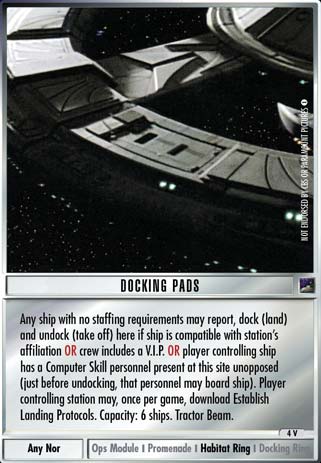 NOT ENDORSED BY CBS OR PARAMOUNT PICTURES
DOCKING PADS
Any ship with no staffing requirements may report, dock (land)
and undock (take off) here if ship is compatible with station's
affiliation OR crew includes a V.I.P. OR player controlling ship
has a Computer Skill personnel present at this site unopposed
(just before undocking, that personnel may board ship). Player
controlling station may, once per game, download Establish
Landing Protocols. Capacity: 6 ships. Tractor Beam.
4 V
Any Nor
Ops Module I Promenade I Habitat Ring I Docking Ring